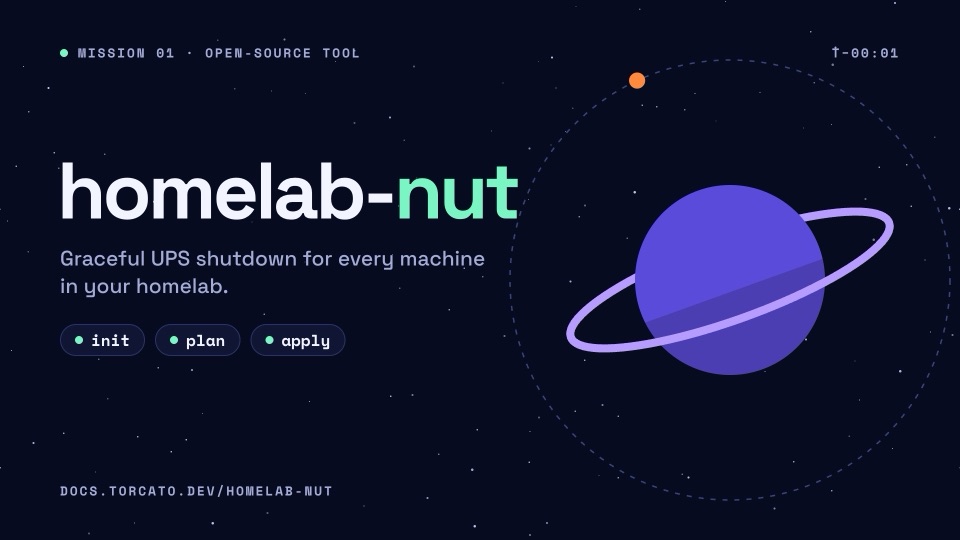 MISSION 01 · OPEN-SOURCE TOOL
T-00:01
homelab-nut
Graceful UPS shutdown for every machine
in your homelab.
init
plan
apply
DOCS.TORCATO.DEV/HOMELAB-NUT